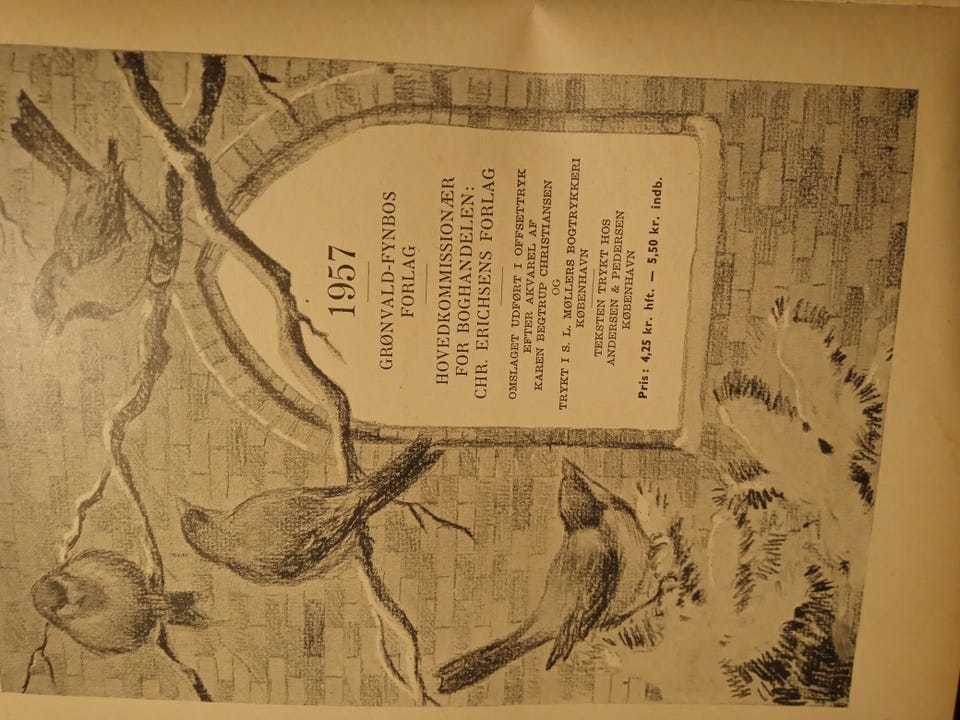 1957
GRØNVALD-FYNBOS
FORLAG
HOVEDKOMMISSIONÆR
FOR BOGHANDELEN:
CHR. ERICHSENS FORLAG
OMSLAGET UDFØRT I OFFSETTRYK
EFTER AKVAREL AF
KAREN BEGTRUP CHRISTIANSEN
OG
TRYKT I S. L. MØLLERS BOGTRYKKERI
KØBENHAVN
TEKSTEN TRYKT HOS
ANDERSEN & PEDERSEN
KØBENHAVN
Pris: 4,25 kr. hft. — 5,50 kr. indb.